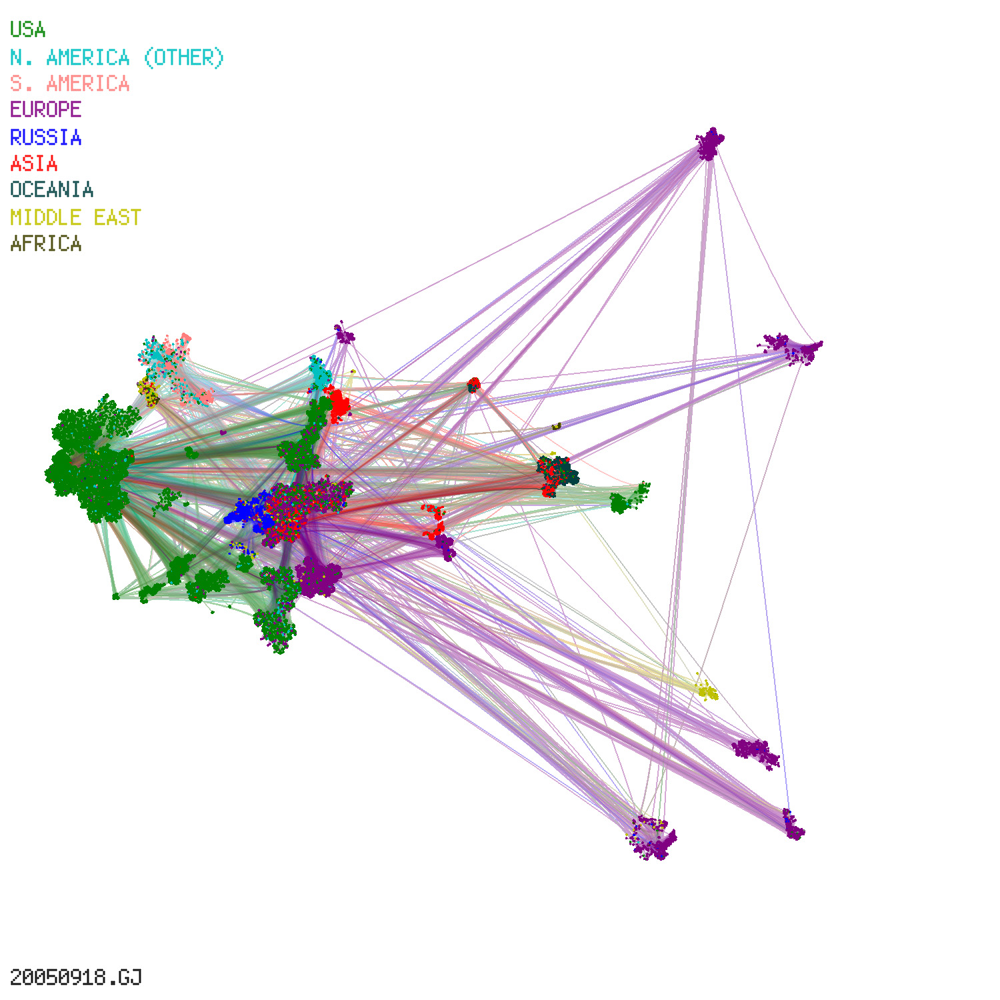 USA
N. AMERICA (OTHER)
S. AMERICA
EUROPE
RUSSIA
ASIA
OCEANIA
MIDDLE EAST
AFRICA
20050918.GJ